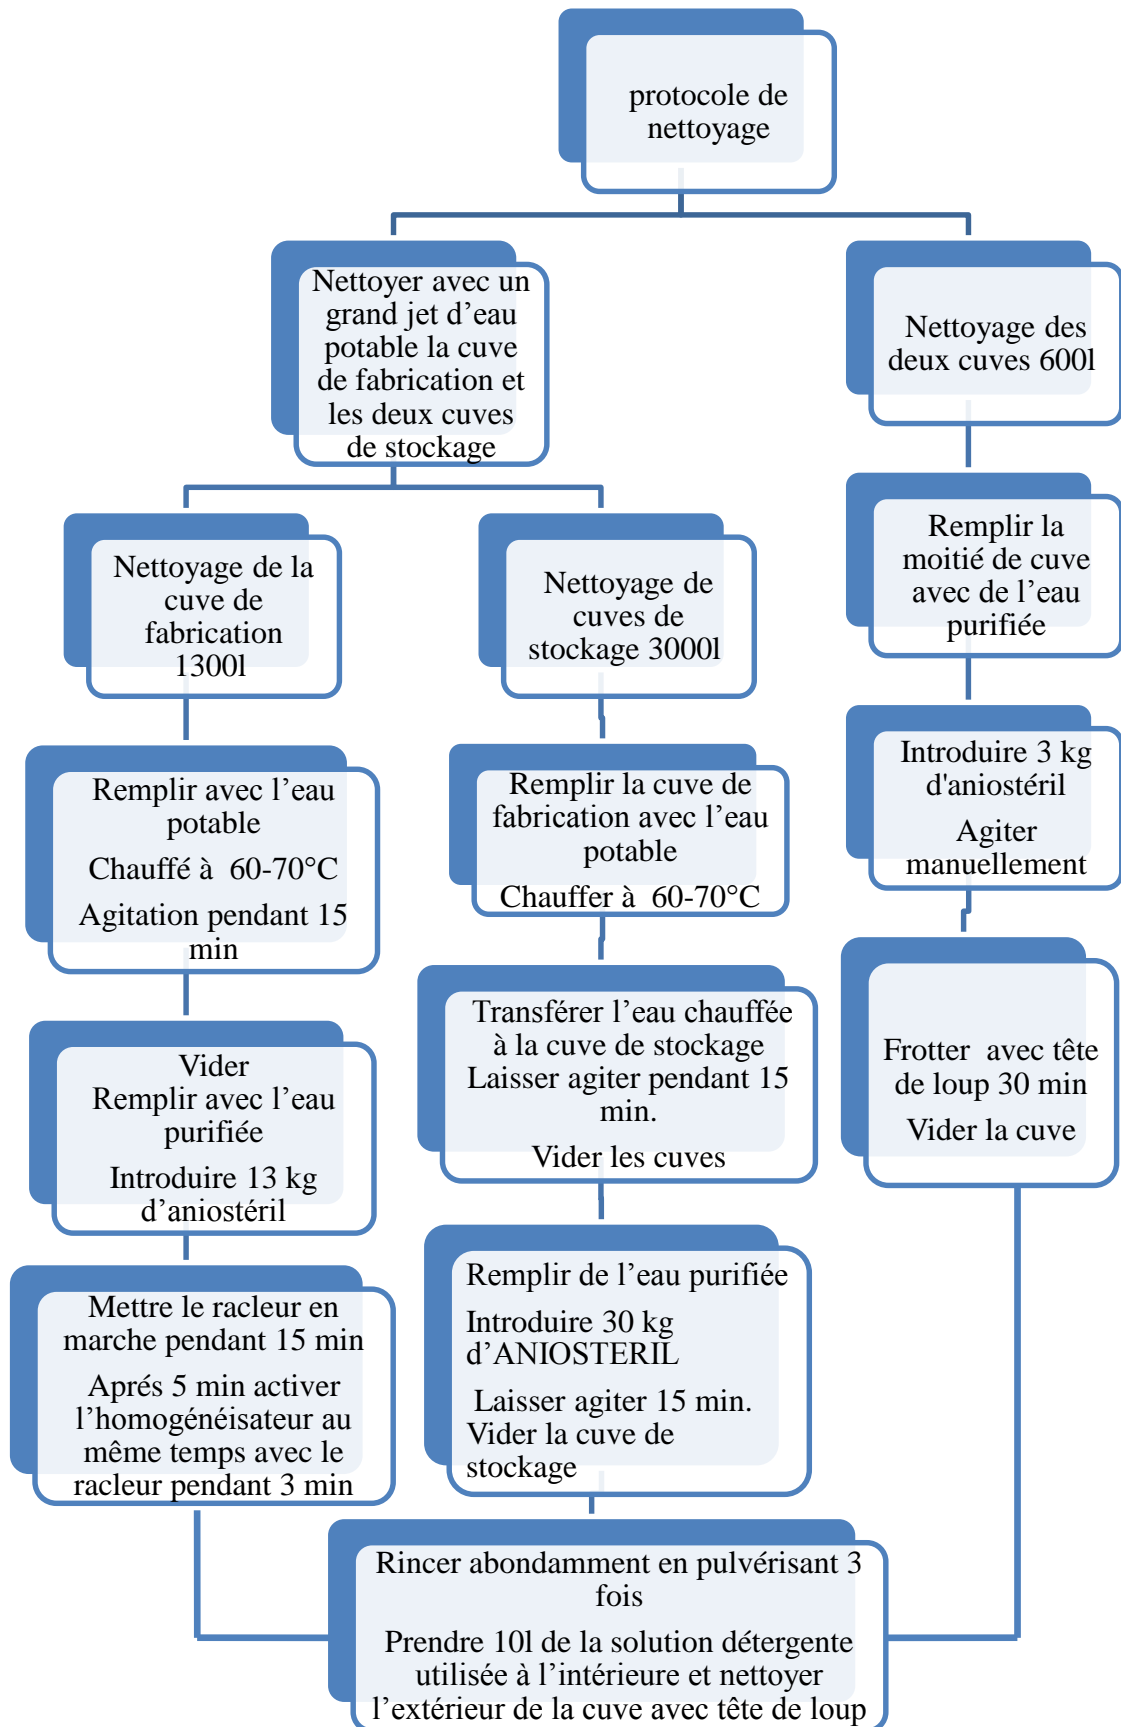 protocole de
nettoyage
Nettoyer avec un
grand jet d’eau
potable la cuve
de fabrication et
les deux cuves
de stockage
Nettoyage des
deux cuves 600l
Nettoyage de la
cuve de
fabrication
1300l
Nettoyage de
cuves de
stockage 3000l
Remplir la
moitié de cuve
avec de l’eau
purifiée
Remplir avec l’eau
potable
Chauffé à  60-70°C
Agitation pendant 15
min
Remplir la cuve de
fabrication avec l’eau
potable
Chauffer à  60-70°C
Introduire 3 kg
d'aniostéril
Agiter
manuellement
Vider
Remplir avec l’eau
purifiée
Introduire 13 kg
d’aniostéril
Transférer l’eau chauffée
à la cuve de stockage
Laisser agiter pendant 15
min.
Vider les cuves
Frotter  avec tête
de loup 30 min
Vider la cuve
Mettre le racleur en
marche pendant 15 min
Aprés 5 min activer
l’homogénéisateur au
même temps avec le
racleur pendant 3 min
Remplir de l’eau purifiée
Introduire 30 kg
d’ANIOSTERIL
Laisser agiter 15 min.
Vider la cuve de
stockage
Rincer abondamment en pulvérisant 3
fois
Prendre 10l de la solution détergente
utilisée à l’intérieure et nettoyer
l’extérieur de la cuve avec tête de loup